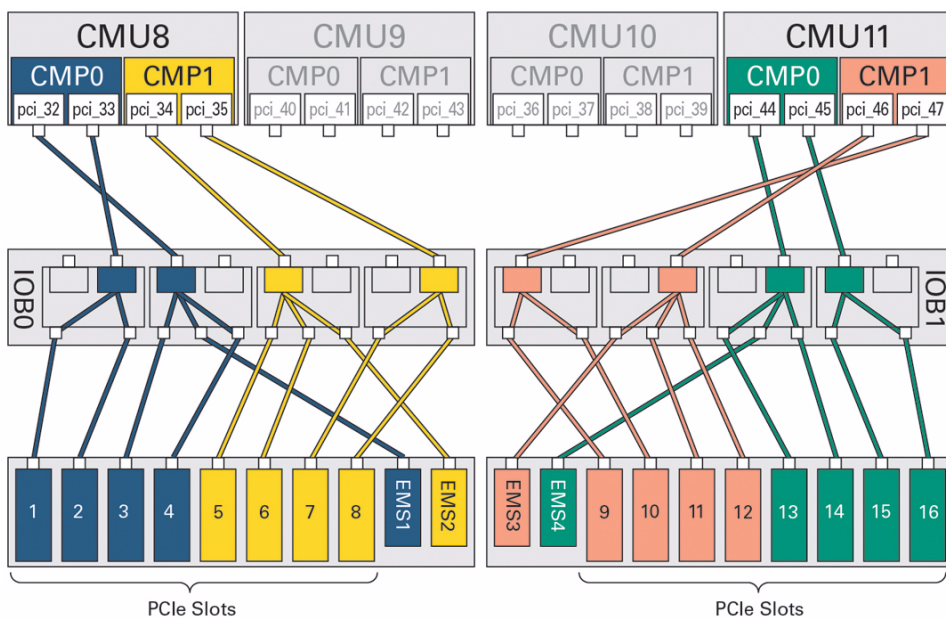 CMU8
CMU9
CMU10
CMU11
CMP0
CMP1
CMP0
CMP1
CMP0
CMP1
CMP0
CMP1
pci_32
pci_33
pci_34
pci_35
pci_40
pci_41
pci_42
pci_43
pci_36
pci_37
pci_38
pci_39
pci_44
pci_45
pci_46
pci_47
IOB0
IOB1
1
2
3
4
5
6
7
8
EMS1
EMS2
EMS3
EMS4
9
10
11
12
13
14
15
16
PCIe Slots
PCIe Slots